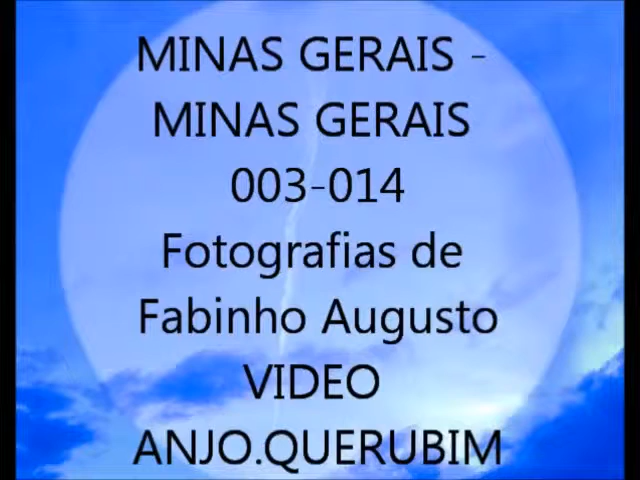 MINAS GERAIS -
MINAS GERAIS
003-014
Fotografias de
Fabinho Augusto
VIDEO
ANJO.QUERUBIM